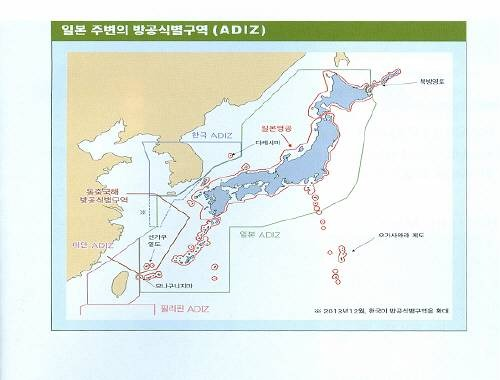 일본 주변의 방공식별구역 (ADIZ)
북방영토
한국 ADIZ
일본영공
다케시마
동중국해
방공식별구역
※
센가쿠
열도
대만 ADIZ
일본 ADIZ
오가사와라 제도
요나구니지마
필리핀 ADIZ
※ 2013년12월, 한국이 방공식별구역을 확대